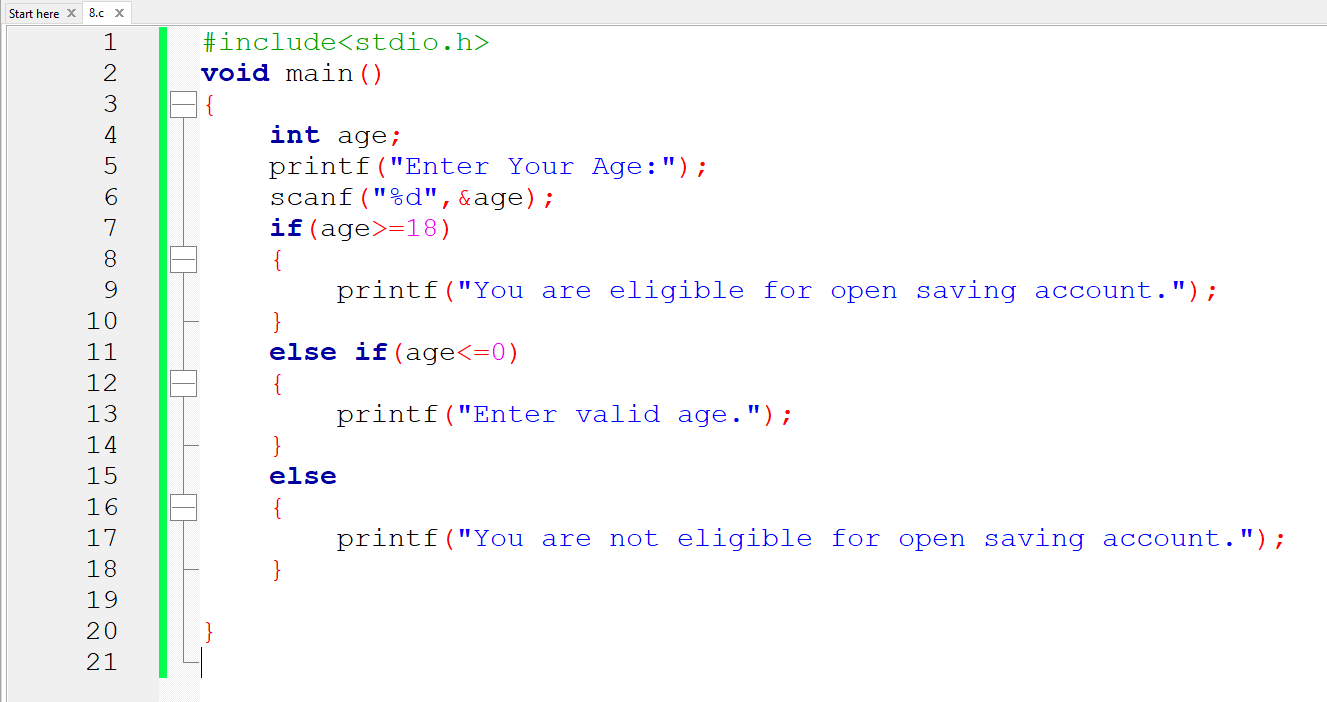 Start here X 8.c X
1 #include<stdio.h>
2 void main()
3 {
4     int age;
5     printf("Enter Your Age:");
6     scanf("%d",&age);
7     if(age>=18)
8     {
9         printf("You are eligible for open saving account.");
10     }
11     else if(age<=0)
12     {
13         printf("Enter valid age.");
14     }
15     else
16     {
17         printf("You are not eligible for open saving account.");
18     }
19
20 }
21